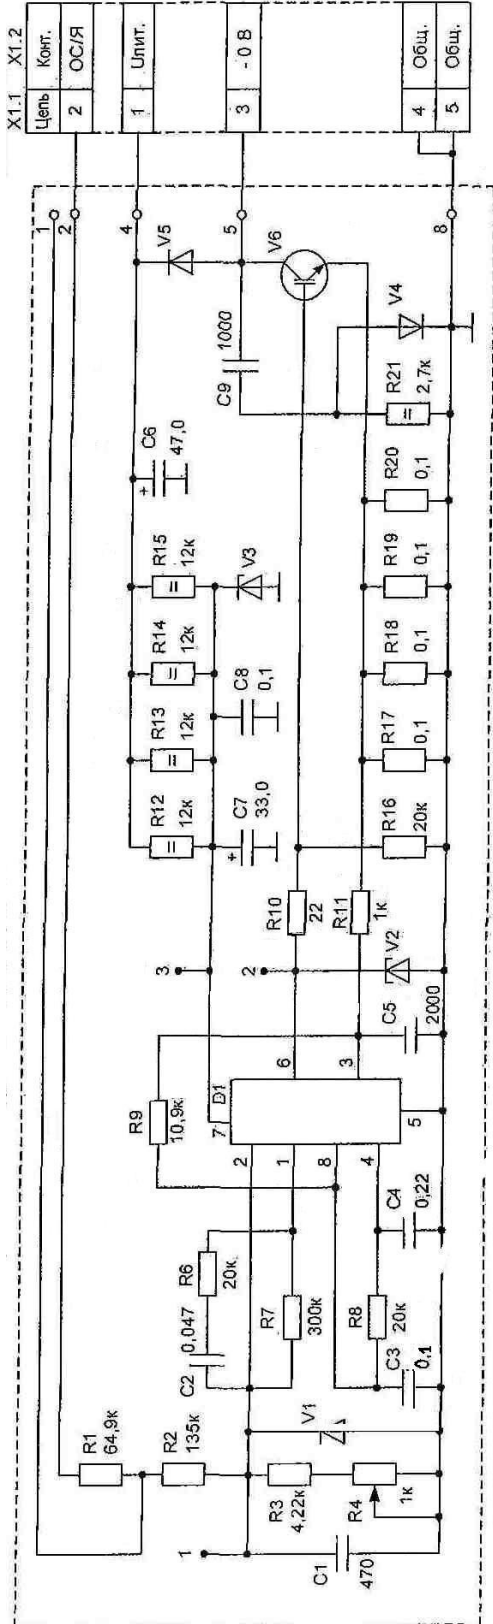 X1.1 X1.2
Цепь Конт.
2 ОС/Я
1 Uпит.
3 - 0 В
4 Общ.
5 Общ.
1
2
4
5
8
R1
64,9к
R2
135к
1
C1
470
R3
4,22к
R4
1к
V1
C2
0,047
R6
20к
R7
300к
R8
20к
C3
0,1
C4
0,22
R9
10,9к
D1
7
2
1
8
4
6
3
5
C5
2000
V2
3
2
R10
22
R11
1к
R12
12к
R13
12к
R14
12к
R15
12к
C7
+
33,0
C8
0,1
V3
C6
+
47,0
R16
20к
R17
0,1
R18
0,1
R19
0,1
R20
0,1
R21
2,7к
C9
1000
V5
V6
V4